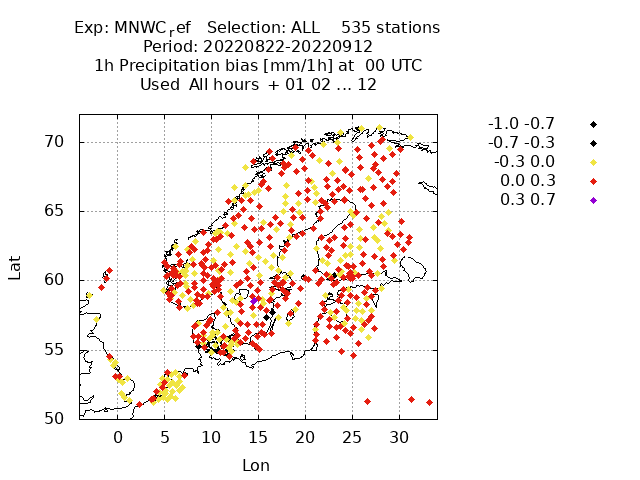 Exp: MNWCref   Selection: ALL    535 stations
Period: 20220822-20220912
1h Precipitation bias [mm/1h] at  00 UTC
Used  All hours  + 01 02 ... 12
-1.0 -0.7
-0.7 -0.3
-0.3 0.0
0.0 0.3
0.3 0.7
70
65
60
55
50
Lat
0 5 10 15 20 25 30
Lon